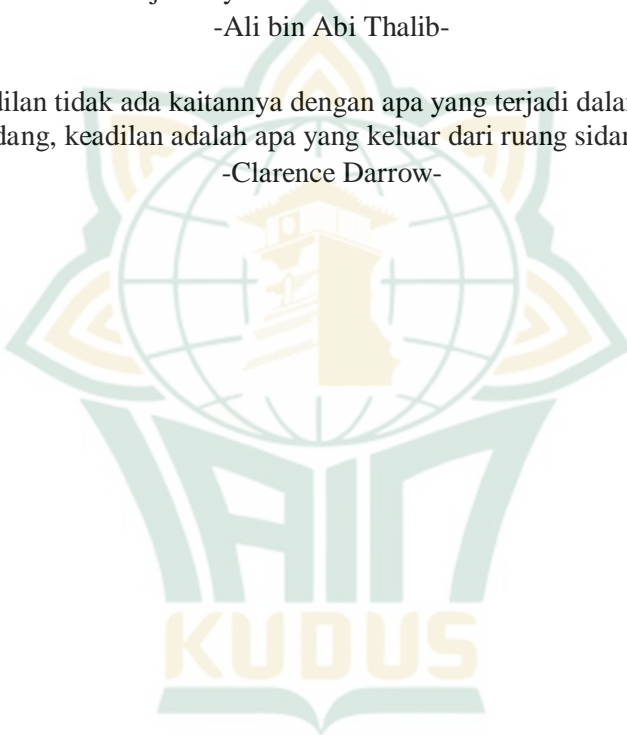 -Ali bin Abi Thalib-
tidak ada kaitannya dengan apa yang terjadi
keadilan adalah apa yang keluar dari ruang
-Clarence Darrow-
IAIN
KUDUS